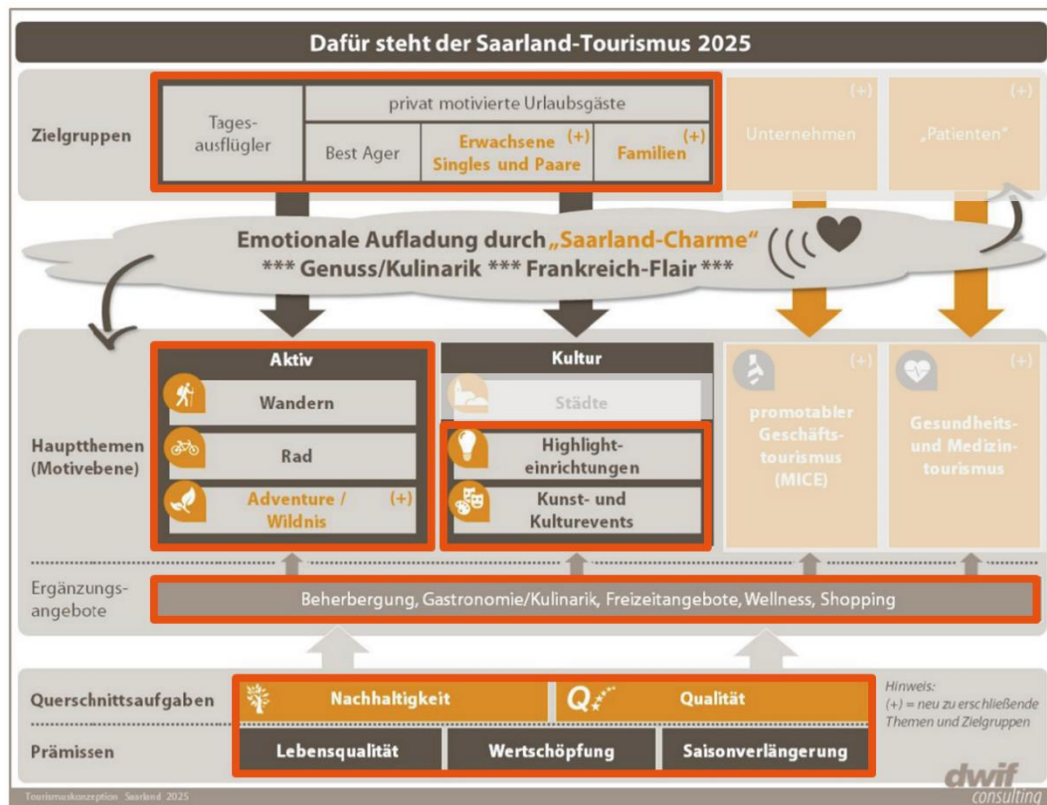 Dafür steht der Saarland-Tourismus 2025
Zielgruppen
Tages-
ausflügler
privat motivierte Urlaubsgäste
Best Ager
Erwachsene (+)
Singles und Paare
Familien (+)
(+)
Unternehmen
(+)
„Patienten"
Emotionale Aufladung durch „Saarland-Charme"
*** Genuss/Kulinarik *** Frankreich-Flair ***
Hauptthemen
(Motivebene)
Aktiv
Wandern
Rad
Adventure / (+)
Wildnis
Kultur
Städte
Highlight-
einrichtungen
Kunst- und
Kulturevents
(+)
promotabler
Geschäfts-
tourismus
(MICE)
(+)
Gesundheits-
und Medizin-
tourismus
Ergänzungs-
angebote
Beherbergung, Gastronomie/Kulinarik, Freizeitangebote, Wellness, Shopping
Querschnittsaufgaben
Nachhaltigkeit
Q
Qualität
Prämissen
Lebensqualität
Wertschöpfung
Saisonverlängerung
Hinweis:
(+) = neu zu erschließende
Themen und Zielgruppen
Tourismuskonzeption Saarland 2025
dwif
consulting